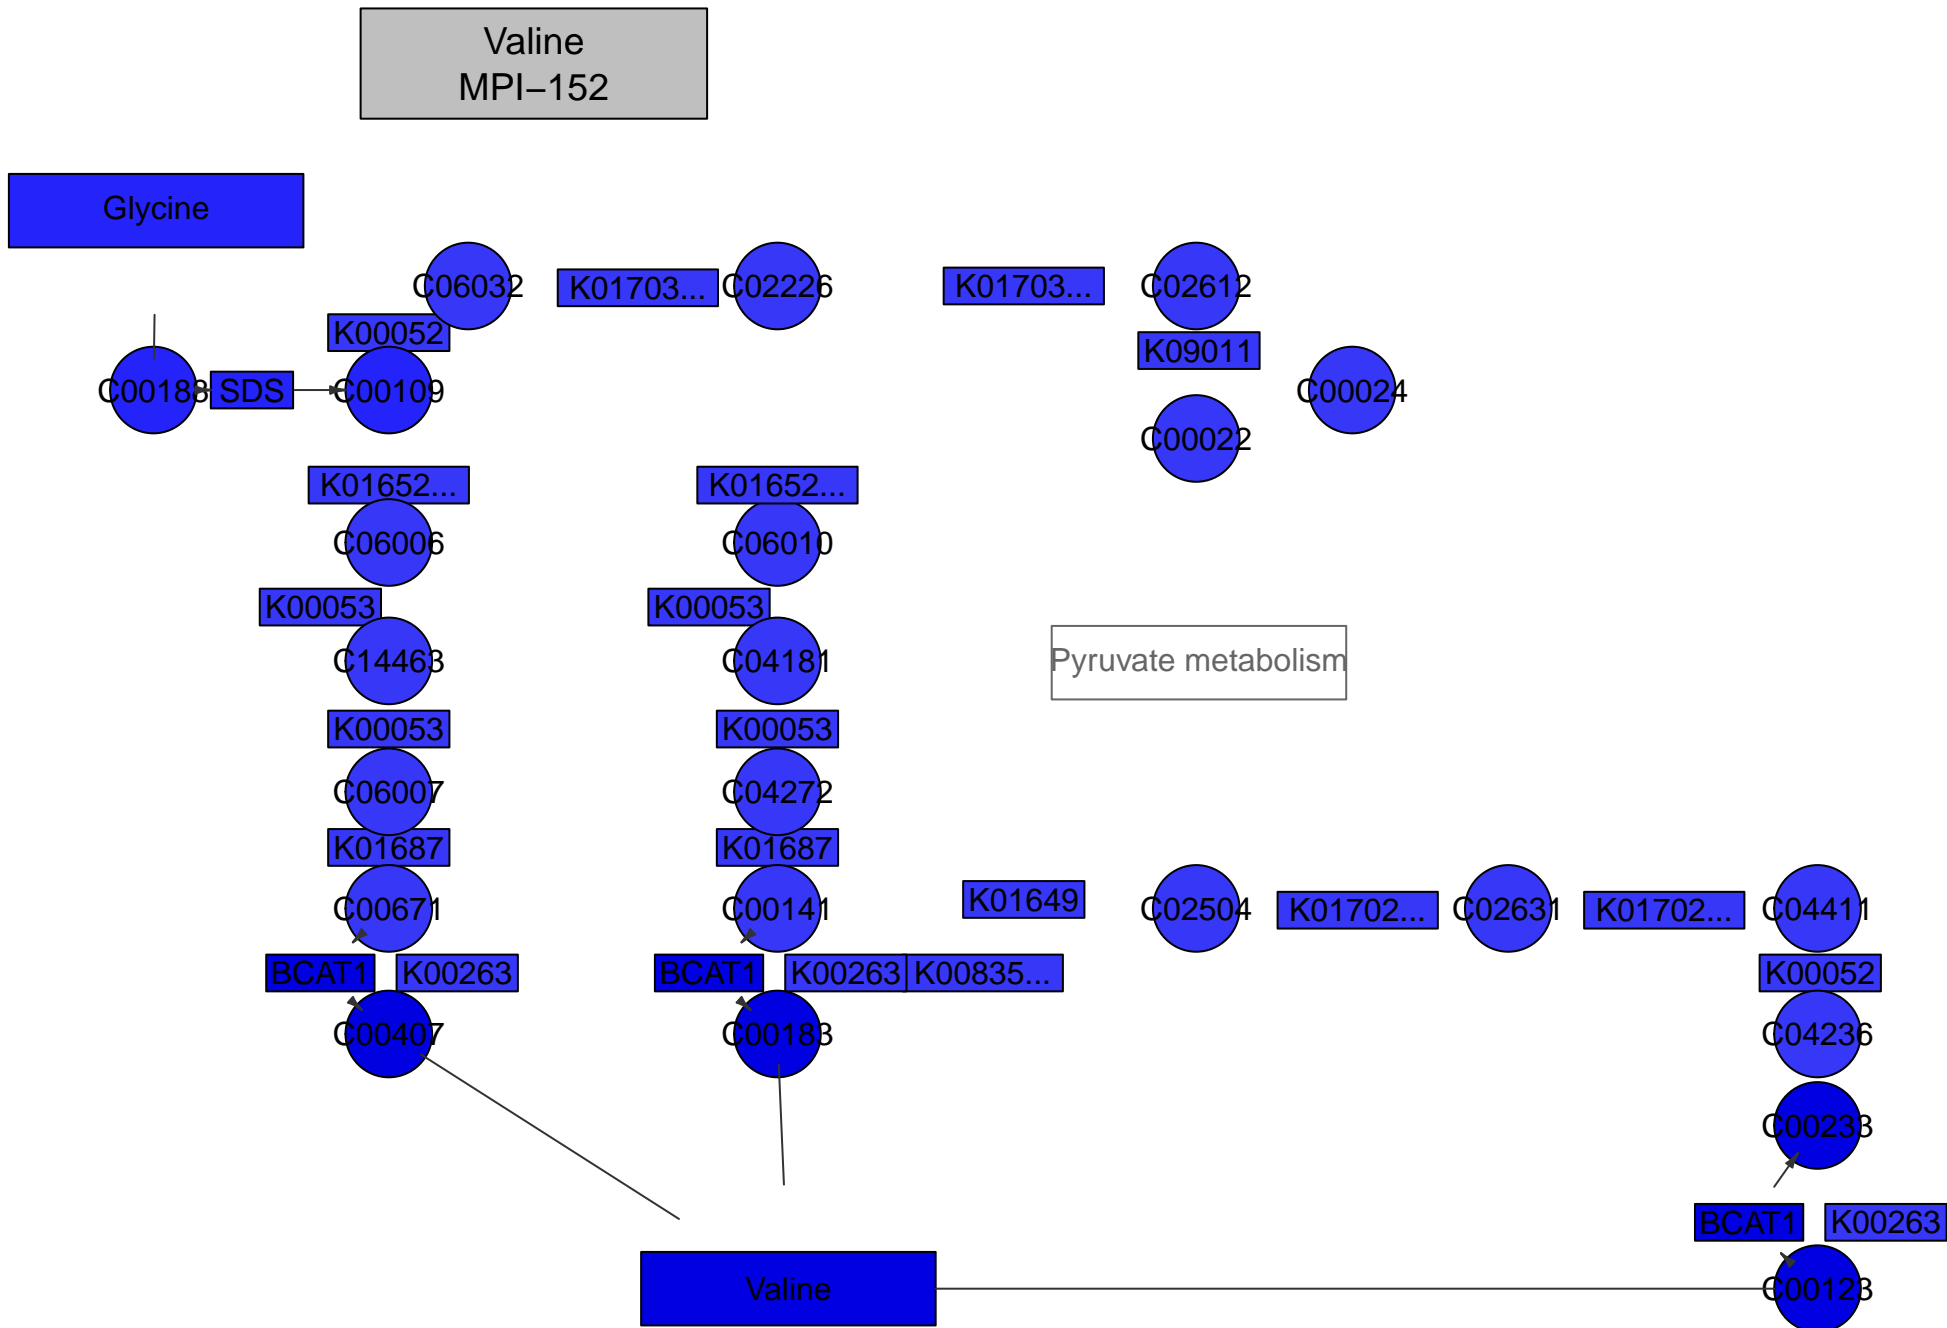 Valine
MPI–152
Glycine
C06032
K01703...
C02226
K01703...
C02612
K00052
K09011
C00188
SDS
C00109
C00024
C00022
K01652...
K01652...
C06006
C06010
K00053
K00053
C14463
C04181
Pyruvate metabolism
K00053
K00053
C06007
C04272
K01687
K01687
C00671
C00141
K01649
C02504
K01702...
C02631
K01702...
C04411
BCAT1
K00263
BCAT1
K00263
K00835...
K00052
C00407
C00183
C04236
C00233
BCAT1
K00263
Valine
C00123